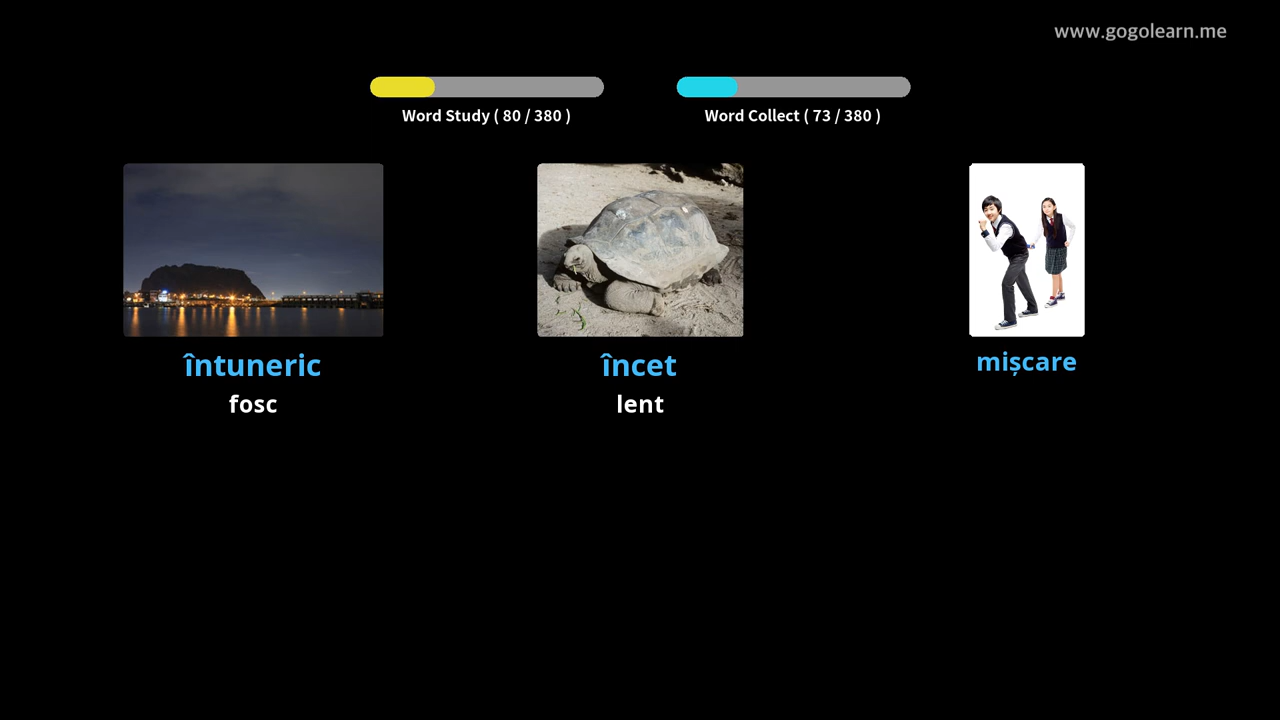 www.gogolearn.me
Word Study ( 80 / 380 )
Word Collect ( 73 / 380 )
întuneric
fosc
încet
lent
mișcare